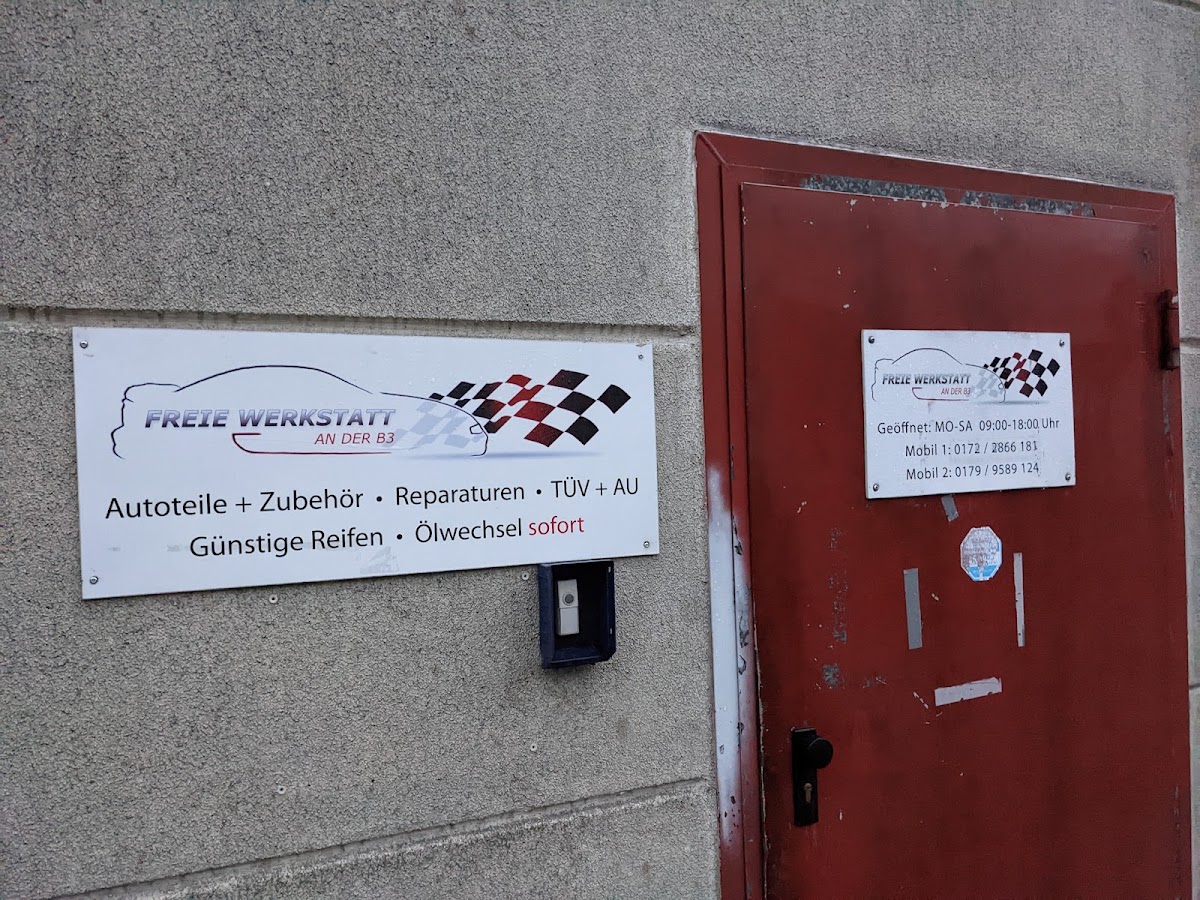 FREIE WERKSTATT
AN DER B3
Autoteile + Zubehör • Reparaturen • TÜV + AU
Günstige Reifen • Ölwechsel sofort
FREIE WERKSTATT
AN DER B3
Geöffnet: MO-SA 09:00-18:00 Uhr
Mobil 1: 0172 / 2866 181
Mobil 2: 0179 / 9589 124